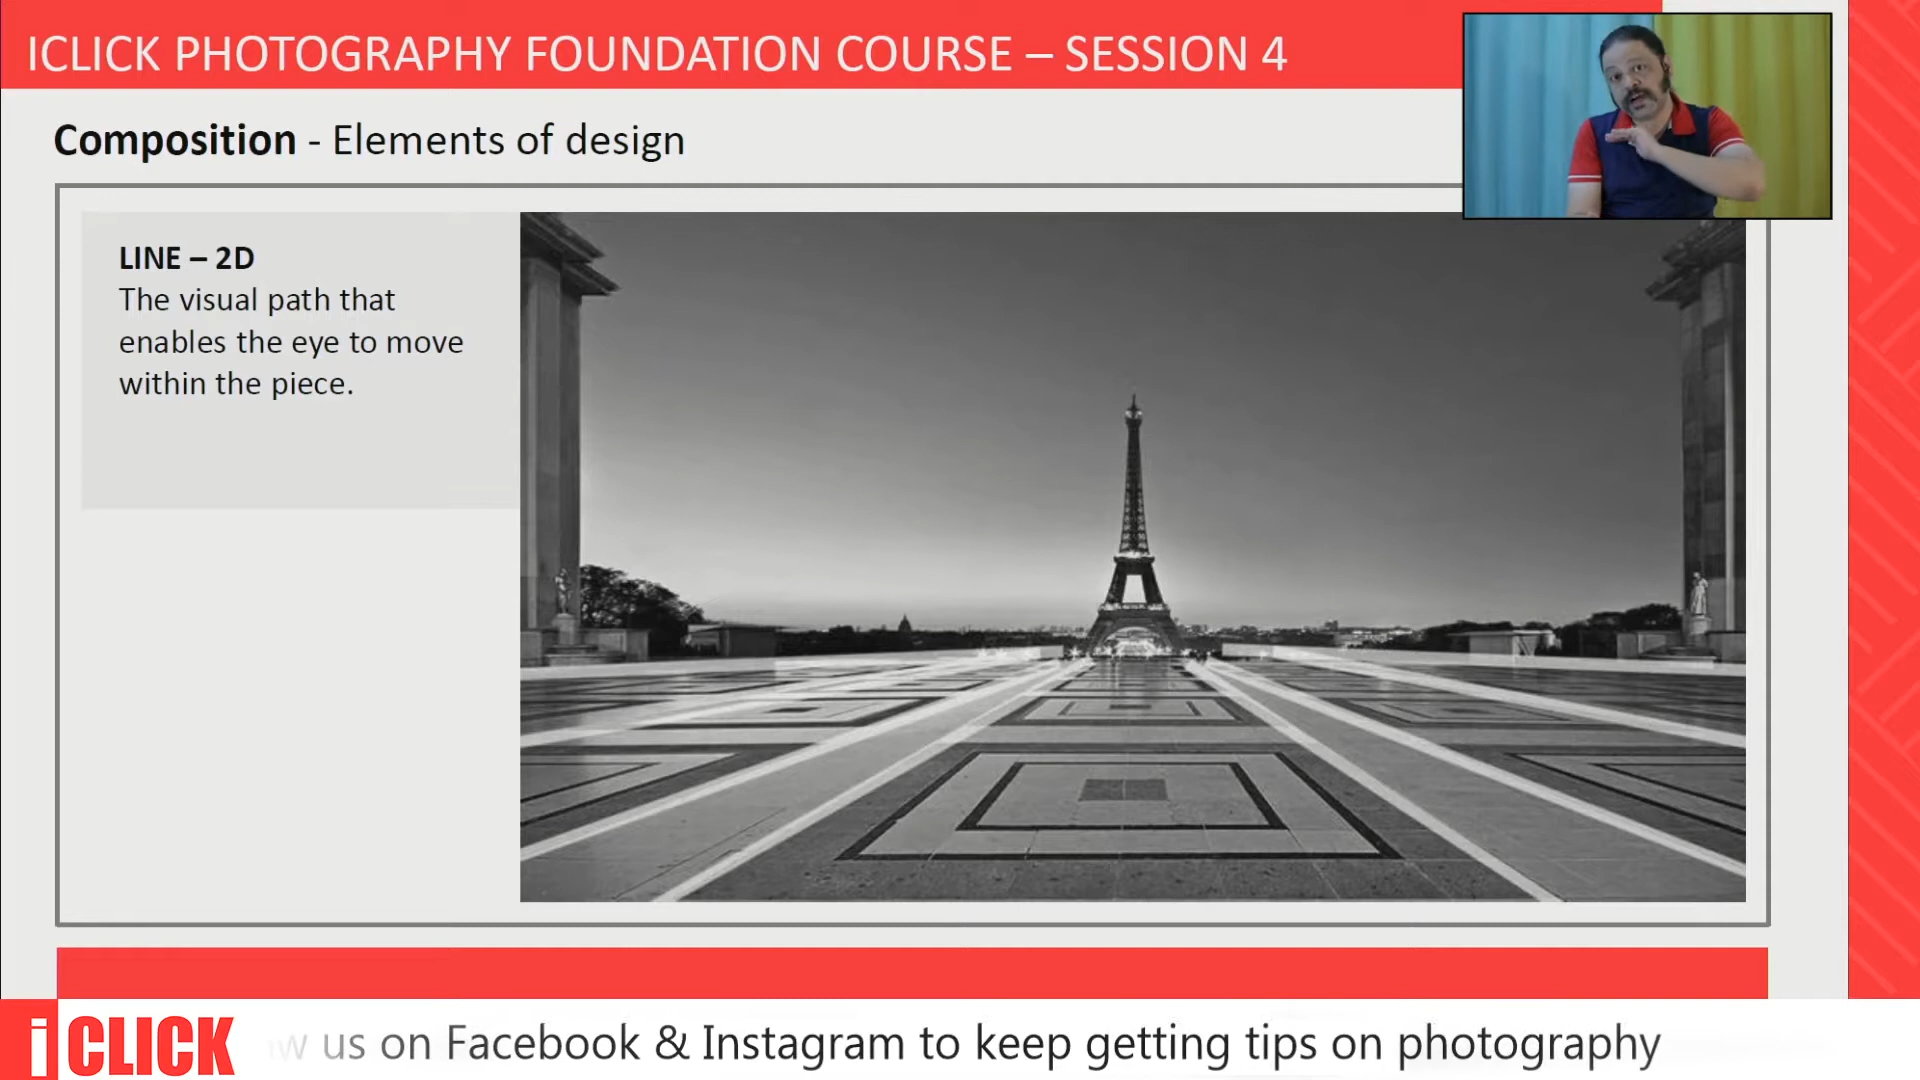 ICLICK PHOTOGRAPHY FOUNDATION COURSE – SESSION 4
Composition - Elements of design
LINE – 2D
The visual path that
enables the eye to move
within the piece.
iCLICK
us on Facebook & Instagram to keep getting tips on photography